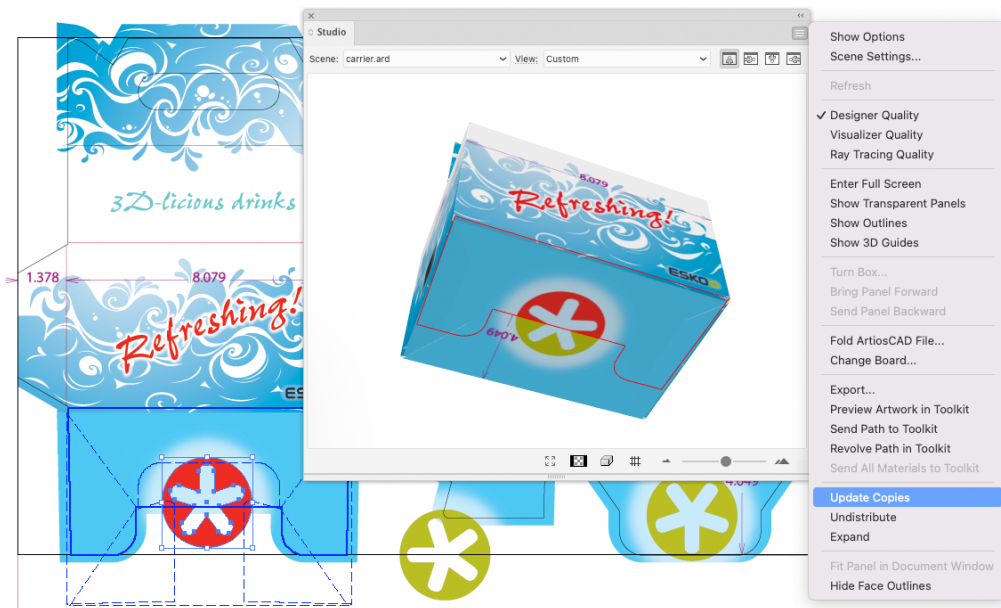 Studio
Scene: carrier.ard
View: Custom
8.079
Refreshing!
ESKO
4.049
3D-licious drinks
1.378
8.079
Refreshing!
ES
4.049
Show Options
Scene Settings...
Refresh
Designer Quality
Visualizer Quality
Ray Tracing Quality
Enter Full Screen
Show Transparent Panels
Show Outlines
Show 3D Guides
Turn Box...
Bring Panel Forward
Send Panel Backward
Fold ArtiosCAD File...
Change Board...
Export...
Preview Artwork in Toolkit
Send Path to Toolkit
Revolve Path in Toolkit
Send All Materials to Toolkit
Update Copies
Undistribute
Expand
Fit Panel in Document Window
Hide Face Outlines